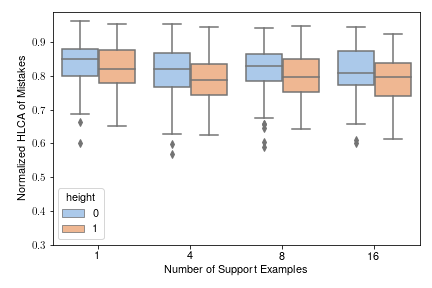 Normalized HLCA of Mistakes
0.9
0.8
0.7
0.6
0.5
0.4
0.3
height
0
1
1 4 8 16
Number of Support Examples